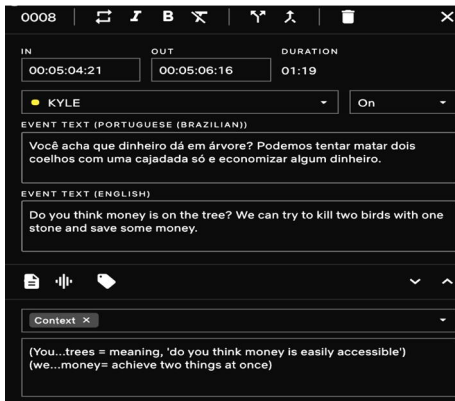 0008 I B
IN OUT DURATION
00:05:04:21 00:05:06:16 01:19
KYLE On
EVENT TEXT (PORTUGUESE (BRAZILIAN))
Você acha que dinheiro dá em árvore? Podemos tentar matar dois
coelhos com uma cajadada só e economizar algum dinheiro.
EVENT TEXT (ENGLISH)
Do you think money is on the tree? We can try to kill two birds with one
stone and save some money.
Context ×
(You...trees = meaning, 'do you think money is easily accessible')
(we...money= achieve two things at once)